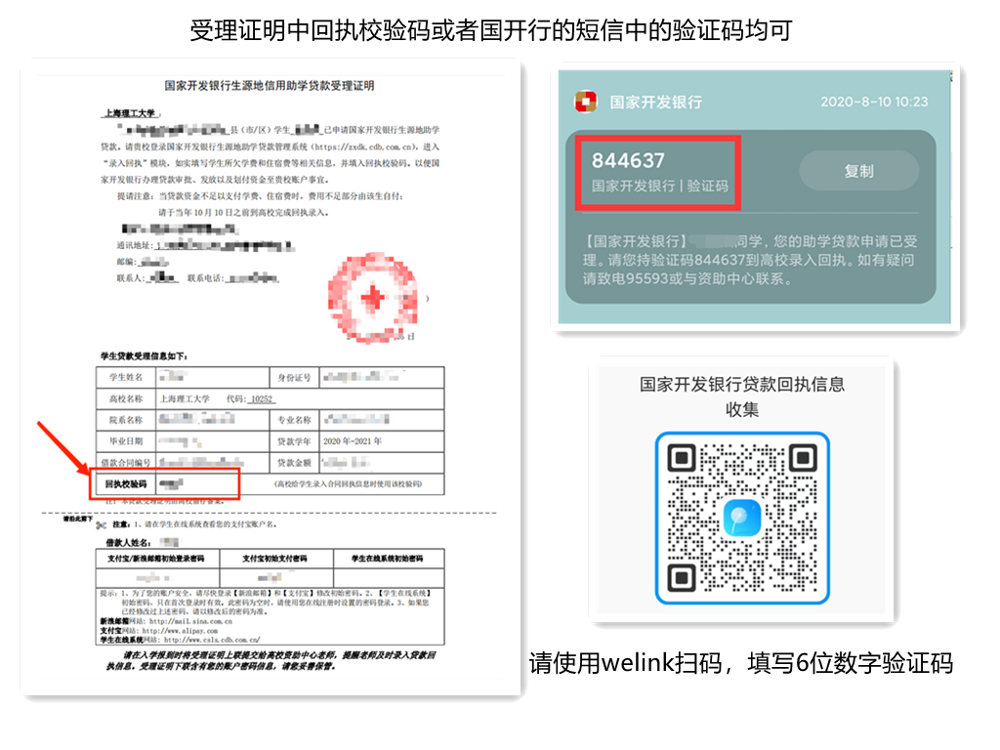 受理证明中回执校验码或者国开行的短信中的验证码均可
国家开发银行生源地信用助学贷款受理证明
上海理工大学：
县（市/区）学生 已申请国家开发银行生源地助学
贷款。请贵校登录国家开发银行生源地助学贷款管理系统（https://zxdk.cdb.com.cn），进入
“录入回执”模块，如实填写学生所欠学费和住宿费等相关信息，并填入回执校验码。以便国
家开发银行办理贷款审批、发放以及划付资金至贵校账户事宜。
提请注意：当贷款资金不足以支付学费、住宿费时，费用不足部分由该生自付；
请于当年10月10日之前到高校完成回执录入。
通讯地址：
邮编：
联系人： 联系电话：
日
学生贷款受理信息如下：
学生姓名 身份证号
高校名称 上海理工大学 代码：10252
院系名称 专业名称
毕业日期 贷款学年 2020年-2021年
借款合同编号 贷款金额
回执校验码 （高校给学生录入合同回执信息时使用该校验码）
注：本贷款受理证明由高校留存备案。
请沿此剪下
注意：1、请在学生在线系统查看您的支付宝账户名。
借款人姓名：
支付宝/新浪邮箱初始登录密码 支付宝初始支付密码 学生在线系统初始密码
提示：1、为了您的账户安全，请尽快登录【新浪邮箱】和【支付宝】修改初始密码。2、【学生在线系统】
初始密码，只在首次登录时有效。此密码为空时，请使用您在线注册时设置的密码登录。3、如果您
已经修改过上述密码，请以修改后的密码为准。
新浪邮箱网站：http://mail.sina.com.cn
支付宝网站：http://www.alipay.com
学生在线系统网站：http://www.csls.cdb.com.cn/
请在入学报到时将受理证明上联提交给高校资助中心老师，提醒老师及时录入贷款回
执信息。受理证明下联含有您的账户密码信息，请您妥善保管。
国家开发银行 2020-8-10 10:23
844637
国家开发银行 | 验证码
复制
【国家开发银行】 同学，您的助学贷款申请已受
理。请您持验证码844637到高校录入回执。如有疑问
请致电95593或与资助中心联系。
国家开发银行贷款回执信息
收集
请使用welink扫码，填写6位数字验证码